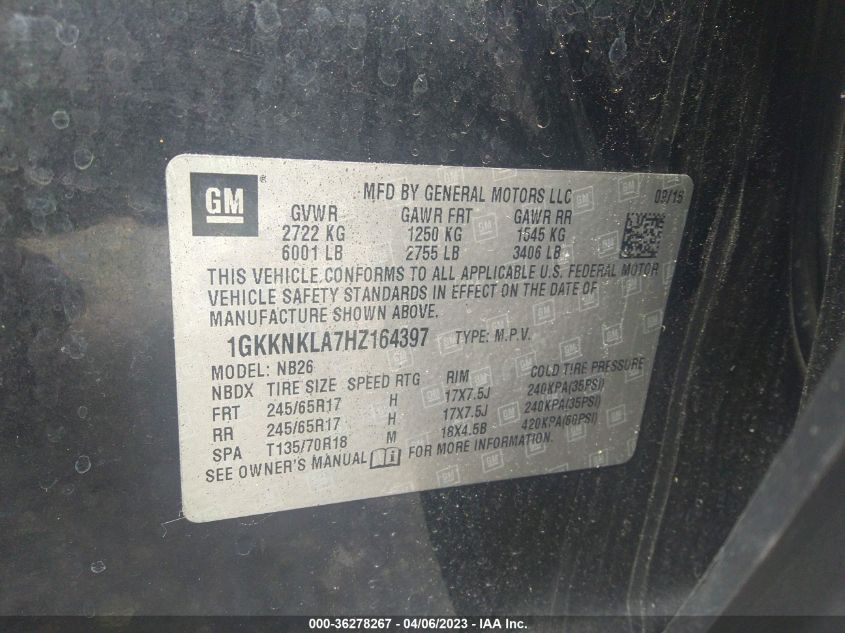 GM
MFD BY GENERAL MOTORS LLC 09/16
GVWR GAWR FRT GAWR RR
2722 KG 1250 KG 1545 KG
6001 LB 2755 LB 3406 LB
THIS VEHICLE CONFORMS TO ALL APPLICABLE U.S. FEDERAL MOTOR
VEHICLE SAFETY STANDARDS IN EFFECT ON THE DATE OF
MANUFACTURE SHOWN ABOVE.
1GKKNKLA7HZ164397 TYPE: M.P.V.
MODEL: NB26
NBDX TIRE SIZE SPEED RTG RIM COLD TIRE PRESSURE
FRT 245/65R17 H 17X7.5J 240KPA(35PSI)
RR 245/65R17 H 17X7.5J 240KPA(35PSI)
SPA T135/70R18 M 18X4.5B 420KPA(60PSI)
SEE OWNER'S MANUAL FOR MORE INFORMATION.
000-36278267 - 04/06/2023 - IAA Inc.